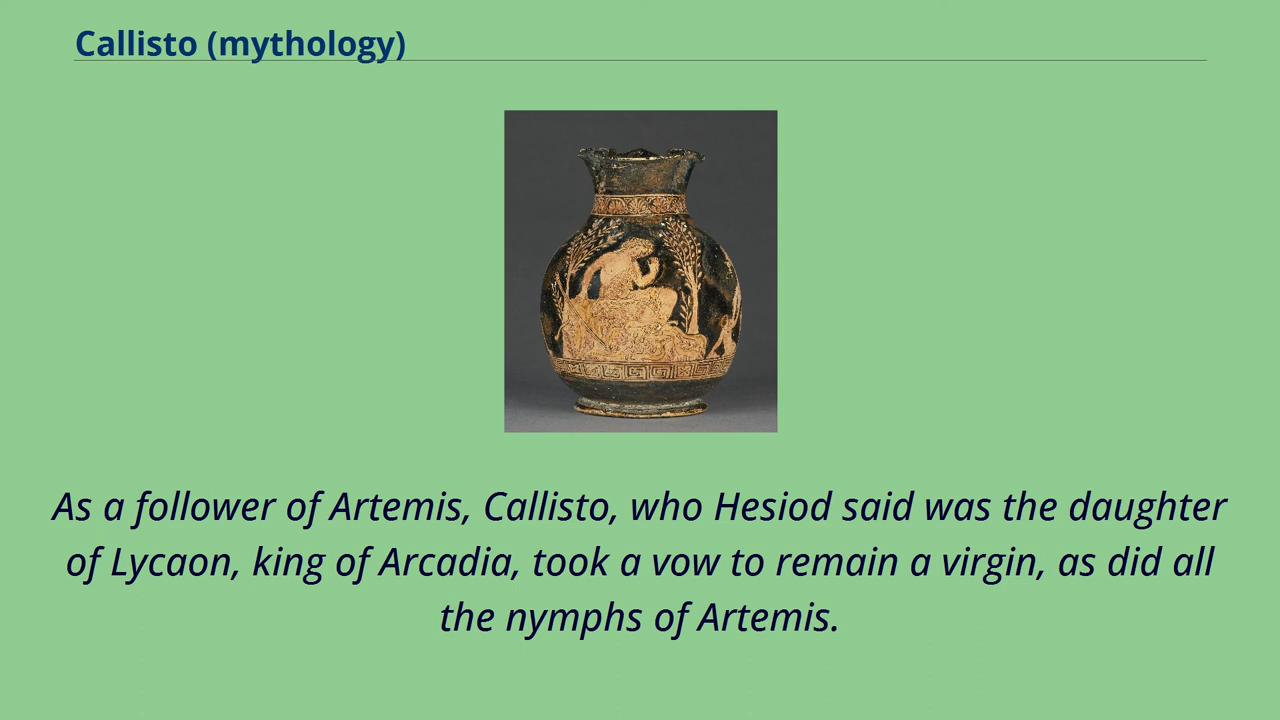 Callisto (mythology)
As a follower of Artemis, Callisto, who Hesiod said was the daughter
of Lycaon, king of Arcadia, took a vow to remain a virgin, as did all
the nymphs of Artemis.